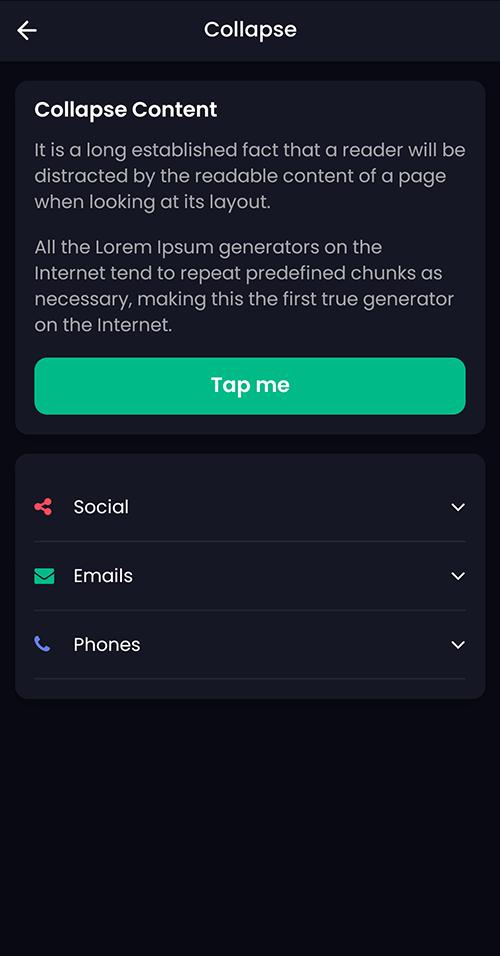 Collapse
Collapse Content
It is a long established fact that a reader will be
distracted by the readable content of a page
when looking at its layout.
All the Lorem Ipsum generators on the
Internet tend to repeat predefined chunks as
necessary, making this the first true generator
on the Internet.
Tap me
Social
Emails
Phones